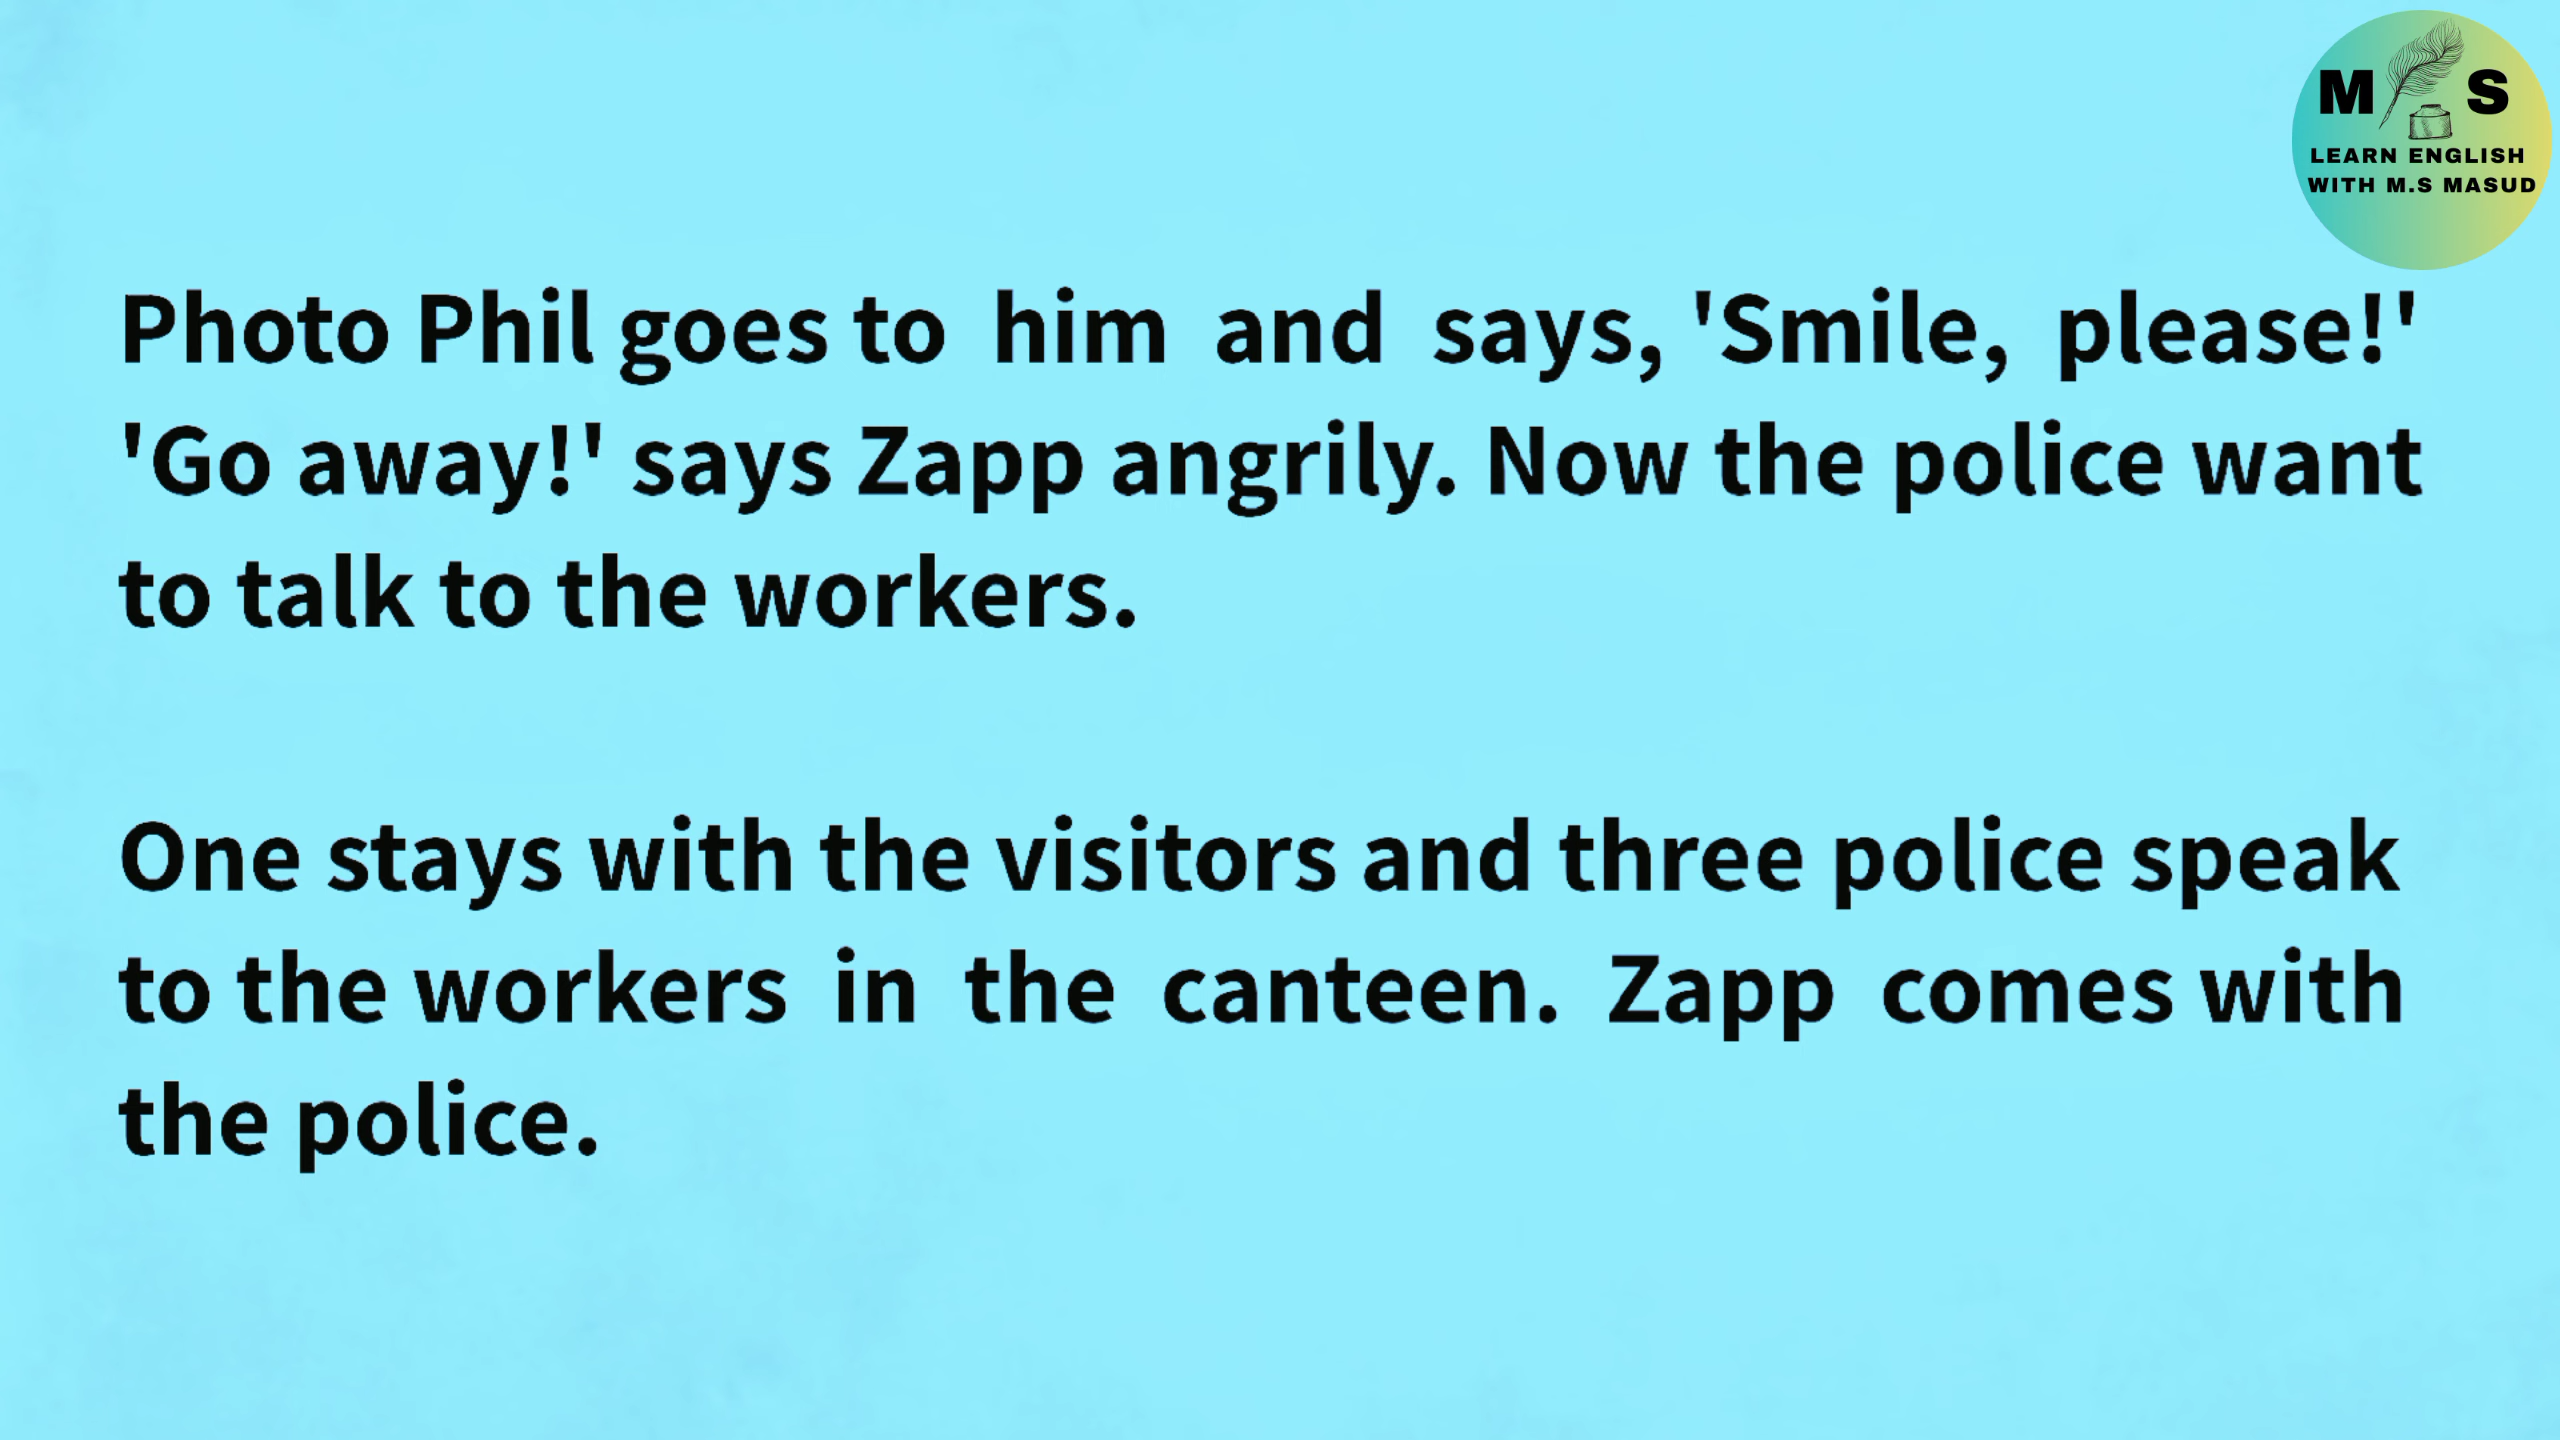 M S
LEARN ENGLISH
WITH M.S MASUD
Photo Phil goes to him and says, 'Smile, please!'
'Go away!' says Zapp angrily. Now the police want
to talk to the workers.
One stays with the visitors and three police speak
to the workers in the canteen. Zapp comes with
the police.